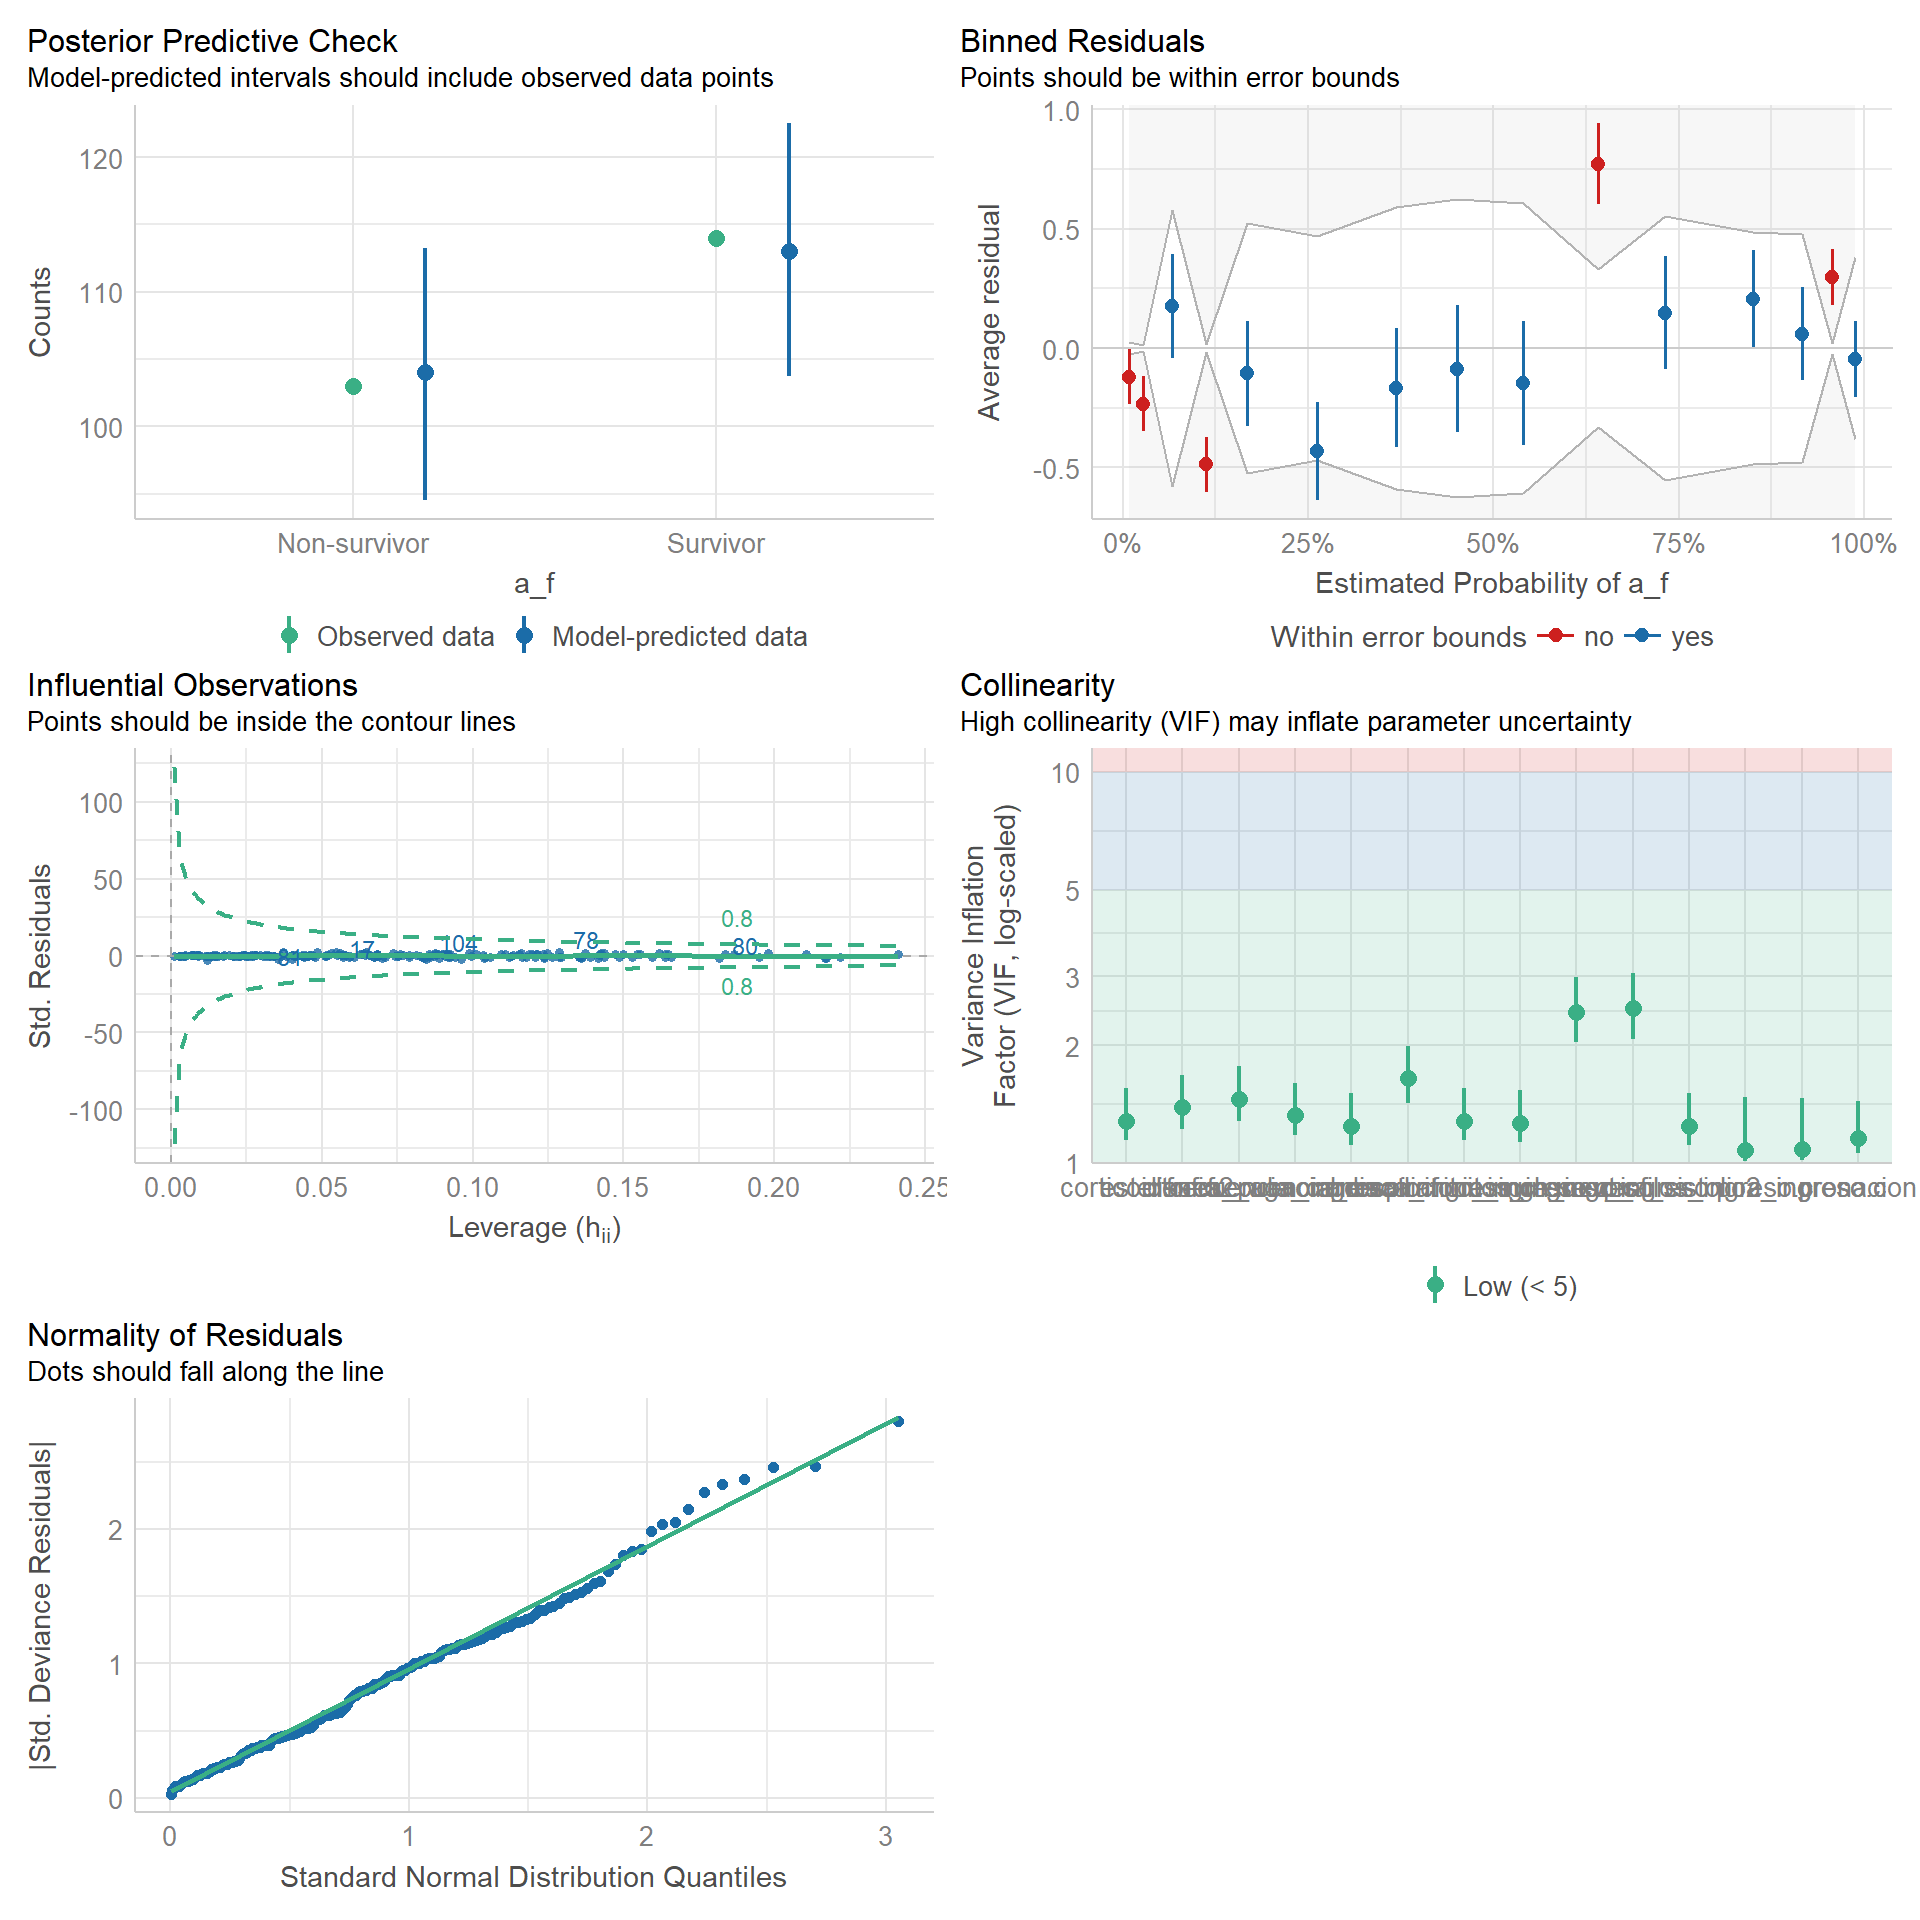 Posterior Predictive Check
Model-predicted intervals should include observed data points
Counts
120
110
100
Non-survivor
Survivor
a_f
Observed data
Model-predicted data
Binned Residuals
Points should be within error bounds
Average residual
1.0
0.5
0.0
-0.5
0%
25%
50%
75%
100%
Estimated Probability of a_f
Within error bounds
no
yes
Influential Observations
Points should be inside the contour lines
Std. Residuals
100
50
0
-50
-100
0.8
0.8
17
104
78
80
0.00
0.05
0.10
0.15
0.20
0.25
Leverage (hii)
Collinearity
High collinearity (VIF) may inflate parameter uncertainty
Variance Inflation
Factor (VIF, log-scaled)
10
5
3
2
1
Low (< 5)
Normality of Residuals
Dots should fall along the line
|Std. Deviance Residuals|
2
1
0
0
1
2
3
Standard Normal Distribution Quantiles